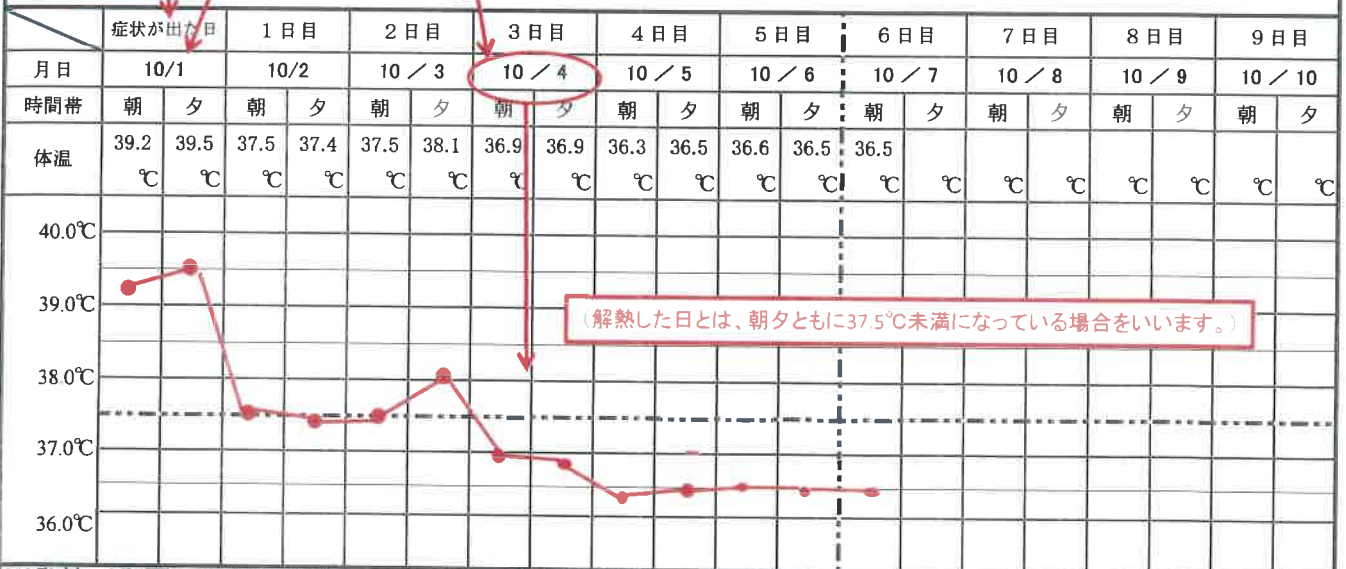 症状が出た日 1日目 2日目 3日目 4日目 5日目 6日目 7日目 8日目 9日目
月日 10/1 10/2 10／3 10／4 10／5 10／6 10／7 10／8 10／9 10／10
時間帯 朝 夕 朝 夕 朝 夕 朝 夕 朝 夕 朝 夕 朝 夕 朝 夕 朝 夕 朝 夕
体温 39.2 39.5 37.5 37.4 37.5 38.1 36.9 36.9 36.3 36.5 36.6 36.5 36.5
℃ ℃ ℃ ℃ ℃ ℃ ℃ ℃ ℃ ℃ ℃ ℃ ℃ ℃ ℃ ℃ ℃ ℃ ℃ ℃
40.0℃
39.0℃
（解熱した日とは、朝夕ともに37.5℃未満になっている場合をいいます。）
38.0℃
37.0℃
36.0℃